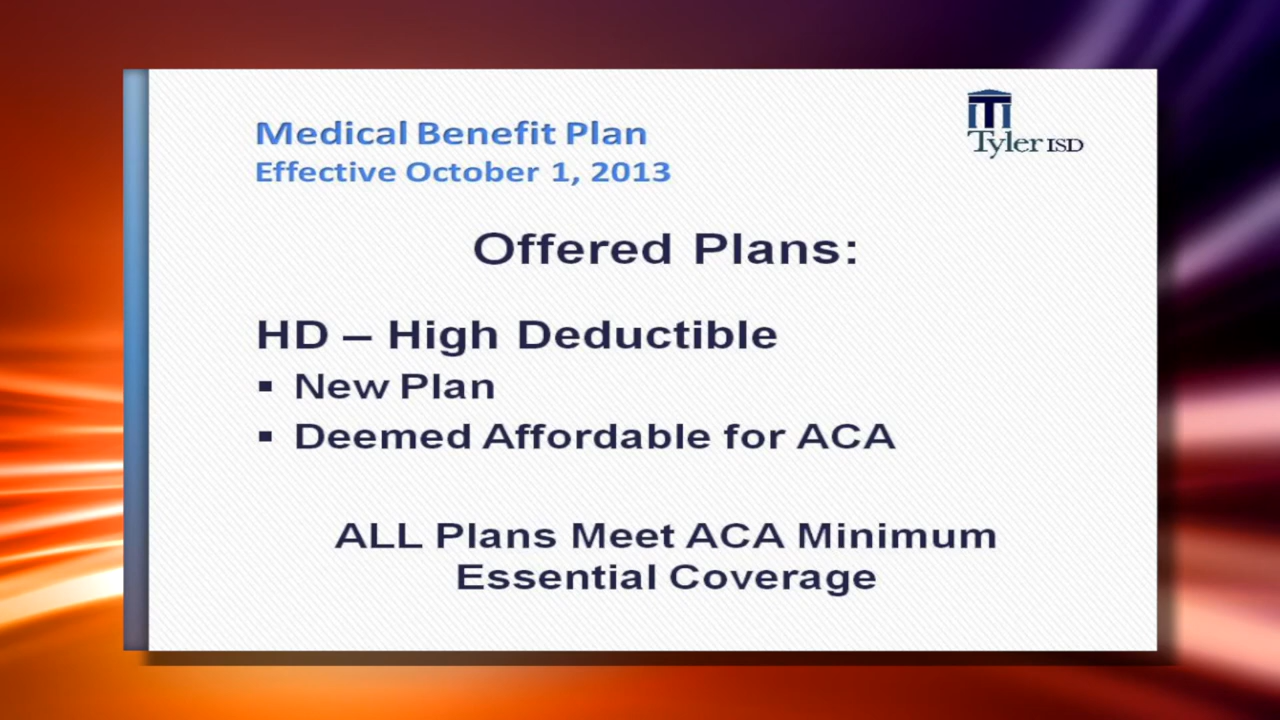 Medical Benefit Plan
Effective October 1, 2013
Tyler ISD
Offered Plans:
HD – High Deductible
▪ New Plan
▪ Deemed Affordable for ACA
ALL Plans Meet ACA Minimum
Essential Coverage